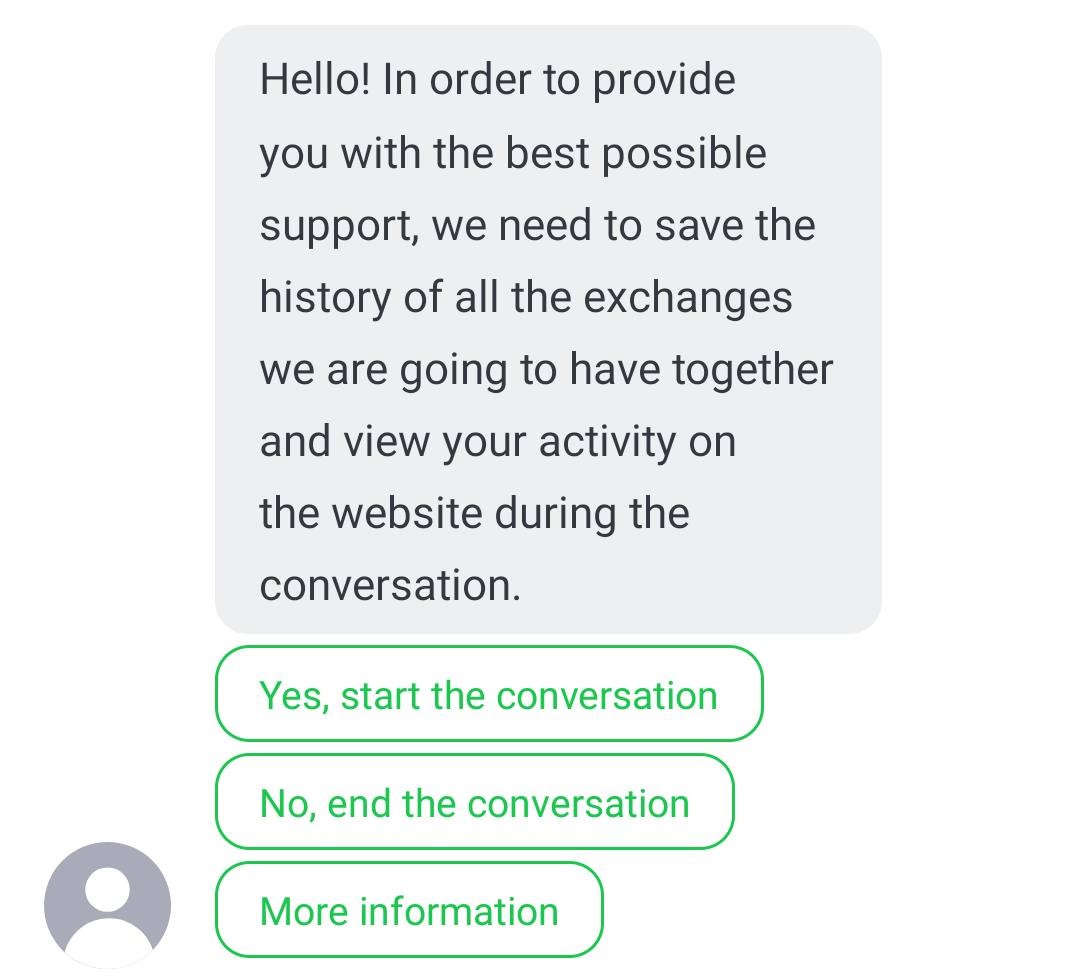 Hello! In order to provide
you with the best possible
support, we need to save the
history of all the exchanges
we are going to have together
and view your activity on
the website during the
conversation.
Yes, start the conversation
No, end the conversation
More information